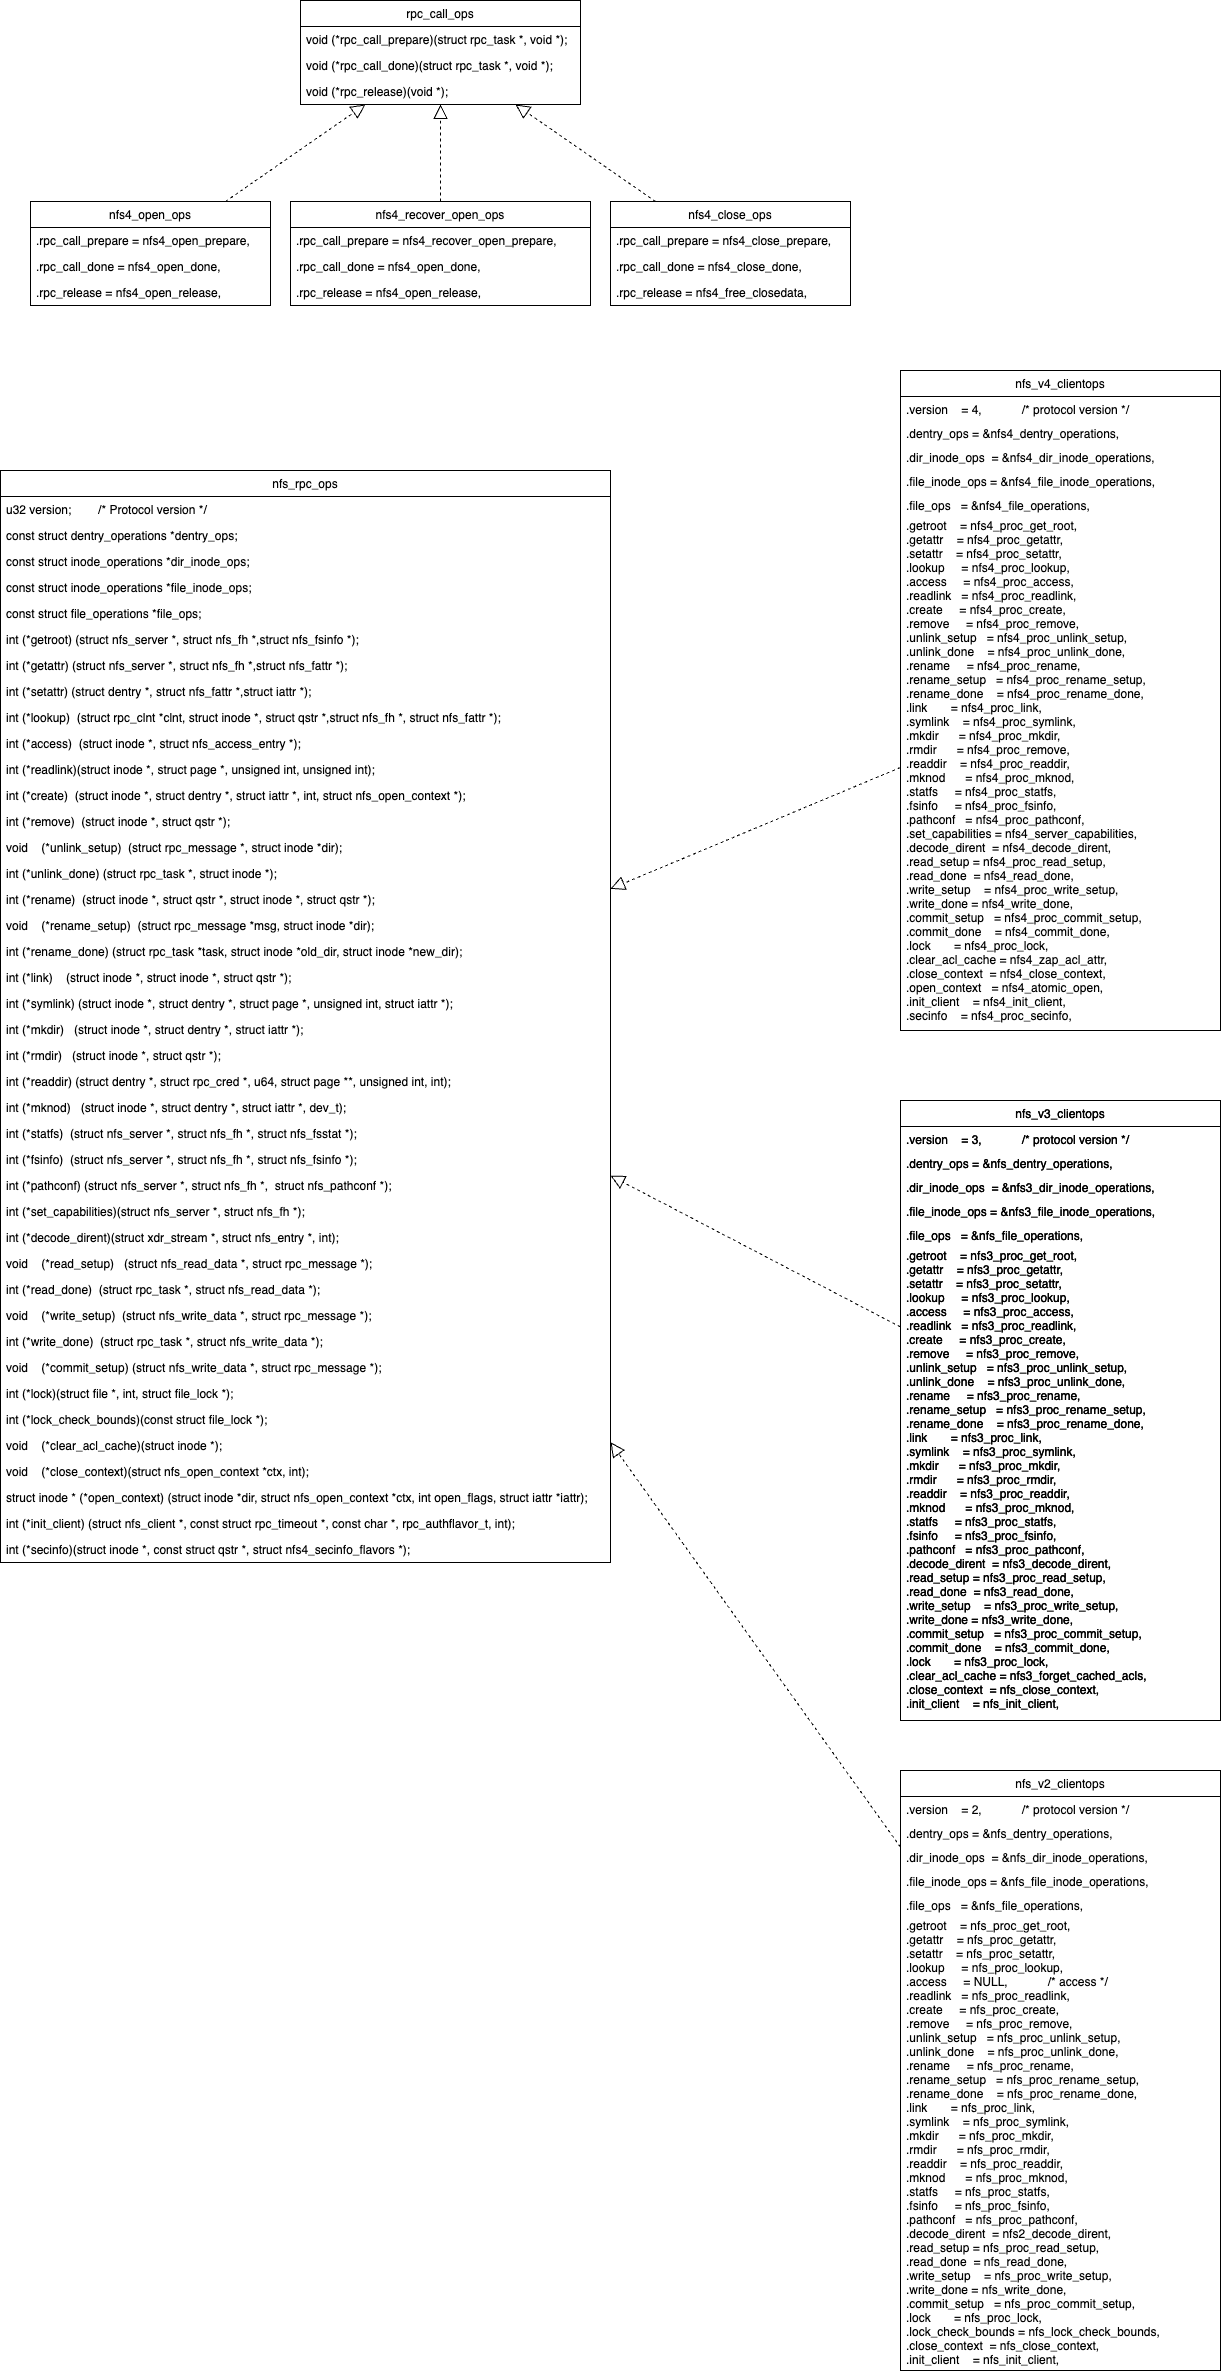 rpc_call_ops
void (*rpc_call_prepare)(struct rpc_task *, void *);
void (*rpc_call_done)(struct rpc_task *, void *);
void (*rpc_release)(void *);
nfs4_open_ops
.rpc_call_prepare = nfs4_open_prepare,
.rpc_call_done = nfs4_open_done,
.rpc_release = nfs4_open_release,
nfs4_recover_open_ops
.rpc_call_prepare = nfs4_recover_open_prepare,
.rpc_call_done = nfs4_open_done,
.rpc_release = nfs4_open_release,
nfs4_close_ops
.rpc_call_prepare = nfs4_close_prepare,
.rpc_call_done = nfs4_close_done,
.rpc_release = nfs4_free_closedata,
nfs_rpc_ops
u32 version; /* Protocol version */
const struct dentry_operations *dentry_ops;
const struct inode_operations *dir_inode_ops;
const struct inode_operations *file_inode_ops;
const struct file_operations *file_ops;
int (*getroot) (struct nfs_server *, struct nfs_fh *,struct nfs_fsinfo *);
int (*getattr) (struct nfs_server *, struct nfs_fh *,struct nfs_fattr *);
int (*setattr) (struct dentry *, struct nfs_fattr *,struct iattr *);
int (*lookup) (struct rpc_clnt *clnt, struct inode *, struct qstr *,struct nfs_fh *, struct nfs_fattr *);
int (*access) (struct inode *, struct nfs_access_entry *);
int (*readlink)(struct inode *, struct page *, unsigned int, unsigned int);
int (*create) (struct inode *, struct dentry *, struct iattr *, int, struct nfs_open_context *);
int (*remove) (struct inode *, struct qstr *);
void (*unlink_setup) (struct rpc_message *, struct inode *dir);
int (*unlink_done) (struct rpc_task *, struct inode *);
int (*rename) (struct inode *, struct qstr *, struct inode *, struct qstr *);
void (*rename_setup) (struct rpc_message *msg, struct inode *dir);
int (*rename_done) (struct rpc_task *task, struct inode *old_dir, struct inode *new_dir);
int (*link) (struct inode *, struct inode *, struct qstr *);
int (*symlink) (struct inode *, struct dentry *, struct page *, unsigned int, struct iattr *);
int (*mkdir) (struct inode *, struct dentry *, struct iattr *);
int (*rmdir) (struct inode *, struct qstr *);
int (*readdir) (struct dentry *, struct rpc_cred *, u64, struct page **, unsigned int, int);
int (*mknod) (struct inode *, struct dentry *, struct iattr *, dev_t);
int (*statfs) (struct nfs_server *, struct nfs_fh *, struct nfs_fsstat *);
int (*fsinfo) (struct nfs_server *, struct nfs_fh *, struct nfs_fsinfo *);
int (*pathconf) (struct nfs_server *, struct nfs_fh *, struct nfs_pathconf *);
int (*set_capabilities)(struct nfs_server *, struct nfs_fh *);
int (*decode_dirent)(struct xdr_stream *, struct nfs_entry *, int);
void (*read_setup) (struct nfs_read_data *, struct rpc_message *);
int (*read_done) (struct rpc_task *, struct nfs_read_data *);
void (*write_setup) (struct nfs_write_data *, struct rpc_message *);
int (*write_done) (struct rpc_task *, struct nfs_write_data *);
void (*commit_setup) (struct nfs_write_data *, struct rpc_message *);
int (*lock)(struct file *, int, struct file_lock *);
int (*lock_check_bounds)(const struct file_lock *);
void (*clear_acl_cache)(struct inode *);
void (*close_context)(struct nfs_open_context *ctx, int);
struct inode * (*open_context) (struct inode *dir, struct nfs_open_context *ctx, int open_flags, struct iattr *iattr);
int (*init_client) (struct nfs_client *, const struct rpc_timeout *, const char *, rpc_authflavor_t, int);
int (*secinfo)(struct inode *, const struct qstr *, struct nfs4_secinfo_flavors *);
nfs_v4_clientops
.version = 4, /* protocol version */
.dentry_ops = &nfs4_dentry_operations,
.dir_inode_ops = &nfs4_dir_inode_operations,
.file_inode_ops = &nfs4_file_inode_operations,
.file_ops = &nfs4_file_operations,
.getroot = nfs4_proc_get_root,
.getattr = nfs4_proc_getattr,
.setattr = nfs4_proc_setattr,
.lookup = nfs4_proc_lookup,
.access = nfs4_proc_access,
.readlink = nfs4_proc_readlink,
.create = nfs4_proc_create,
.remove = nfs4_proc_remove,
.unlink_setup = nfs4_proc_unlink_setup,
.unlink_done = nfs4_proc_unlink_done,
.rename = nfs4_proc_rename,
.rename_setup = nfs4_proc_rename_setup,
.rename_done = nfs4_proc_rename_done,
.link = nfs4_proc_link,
.symlink = nfs4_proc_symlink,
.mkdir = nfs4_proc_mkdir,
.rmdir = nfs4_proc_remove,
.readdir = nfs4_proc_readdir,
.mknod = nfs4_proc_mknod,
.statfs = nfs4_proc_statfs,
.fsinfo = nfs4_proc_fsinfo,
.pathconf = nfs4_proc_pathconf,
.set_capabilities = nfs4_server_capabilities,
.decode_dirent = nfs4_decode_dirent,
.read_setup = nfs4_proc_read_setup,
.read_done = nfs4_read_done,
.write_setup = nfs4_proc_write_setup,
.write_done = nfs4_write_done,
.commit_setup = nfs4_proc_commit_setup,
.commit_done = nfs4_commit_done,
.lock = nfs4_proc_lock,
.clear_acl_cache = nfs4_zap_acl_attr,
.close_context = nfs4_close_context,
.open_context = nfs4_atomic_open,
.init_client = nfs4_init_client,
.secinfo = nfs4_proc_secinfo,
nfs_v3_clientops
.version = 3, /* protocol version */
.dentry_ops = &nfs_dentry_operations,
.dir_inode_ops = &nfs3_dir_inode_operations,
.file_inode_ops = &nfs3_file_inode_operations,
.file_ops = &nfs_file_operations,
.getroot = nfs3_proc_get_root,
.getattr = nfs3_proc_getattr,
.setattr = nfs3_proc_setattr,
.lookup = nfs3_proc_lookup,
.access = nfs3_proc_access,
.readlink = nfs3_proc_readlink,
.create = nfs3_proc_create,
.remove = nfs3_proc_remove,
.unlink_setup = nfs3_proc_unlink_setup,
.unlink_done = nfs3_proc_unlink_done,
.rename = nfs3_proc_rename,
.rename_setup = nfs3_proc_rename_setup,
.rename_done = nfs3_proc_rename_done,
.link = nfs3_proc_link,
.symlink = nfs3_proc_symlink,
.mkdir = nfs3_proc_mkdir,
.rmdir = nfs3_proc_rmdir,
.readdir = nfs3_proc_readdir,
.mknod = nfs3_proc_mknod,
.statfs = nfs3_proc_statfs,
.fsinfo = nfs3_proc_fsinfo,
.pathconf = nfs3_proc_pathconf,
.decode_dirent = nfs3_decode_dirent,
.read_setup = nfs3_proc_read_setup,
.read_done = nfs3_read_done,
.write_setup = nfs3_proc_write_setup,
.write_done = nfs3_write_done,
.commit_setup = nfs3_proc_commit_setup,
.commit_done = nfs3_commit_done,
.lock = nfs3_proc_lock,
.clear_acl_cache = nfs3_forget_cached_acls,
.close_context = nfs_close_context,
.init_client = nfs_init_client,
nfs_v2_clientops
.version = 2, /* protocol version */
.dentry_ops = &nfs_dentry_operations,
.dir_inode_ops = &nfs_dir_inode_operations,
.file_inode_ops = &nfs_file_inode_operations,
.file_ops = &nfs_file_operations,
.getroot = nfs_proc_get_root,
.getattr = nfs_proc_getattr,
.setattr = nfs_proc_setattr,
.lookup = nfs_proc_lookup,
.access = NULL, /* access */
.readlink = nfs_proc_readlink,
.create = nfs_proc_create,
.remove = nfs_proc_remove,
.unlink_setup = nfs_proc_unlink_setup,
.unlink_done = nfs_proc_unlink_done,
.rename = nfs_proc_rename,
.rename_setup = nfs_proc_rename_setup,
.rename_done = nfs_proc_rename_done,
.link = nfs_proc_link,
.symlink = nfs_proc_symlink,
.mkdir = nfs_proc_mkdir,
.rmdir = nfs_proc_rmdir,
.readdir = nfs_proc_readdir,
.mknod = nfs_proc_mknod,
.statfs = nfs_proc_statfs,
.fsinfo = nfs_proc_fsinfo,
.pathconf = nfs_proc_pathconf,
.decode_dirent = nfs2_decode_dirent,
.read_setup = nfs_proc_read_setup,
.read_done = nfs_read_done,
.write_setup = nfs_proc_write_setup,
.write_done = nfs_write_done,
.commit_setup = nfs_proc_commit_setup,
.lock = nfs_proc_lock,
.lock_check_bounds = nfs_lock_check_bounds,
.close_context = nfs_close_context,
.init_client = nfs_init_client,